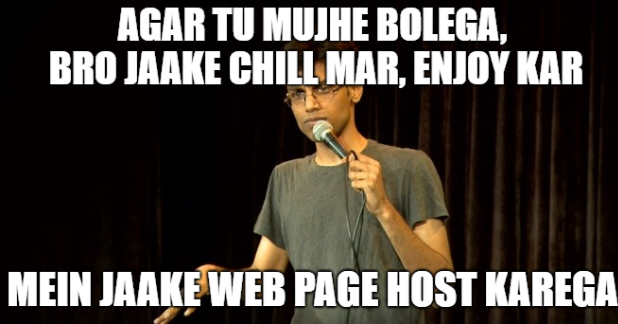 AGAR TU MUJHE BOLEGA,
BRO JAAKE CHILL MAR, ENJOY KAR
MEIN JAAKE WEB PAGE HOST KAREGA